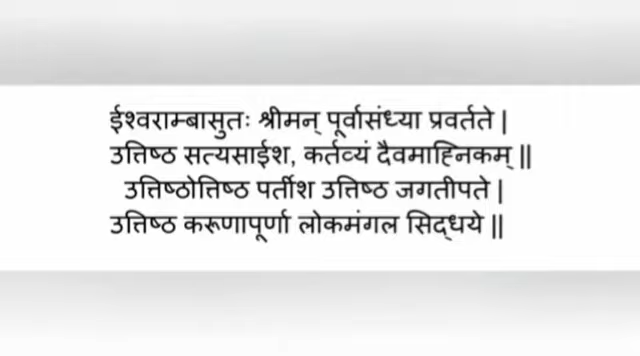 ईश्वराम्बासुतः श्रीमन् पूर्वासंध्या प्रवर्तते |
उत्तिष्ठ सत्यसाईश, कर्तव्यं दैवमाह्निकम् ||
उत्तिष्ठोत्तिष्ठ पर्तीश उत्तिष्ठ जगतीपते |
उत्तिष्ठ करूणापूर्णा लोकमंगल सिद्धये ||